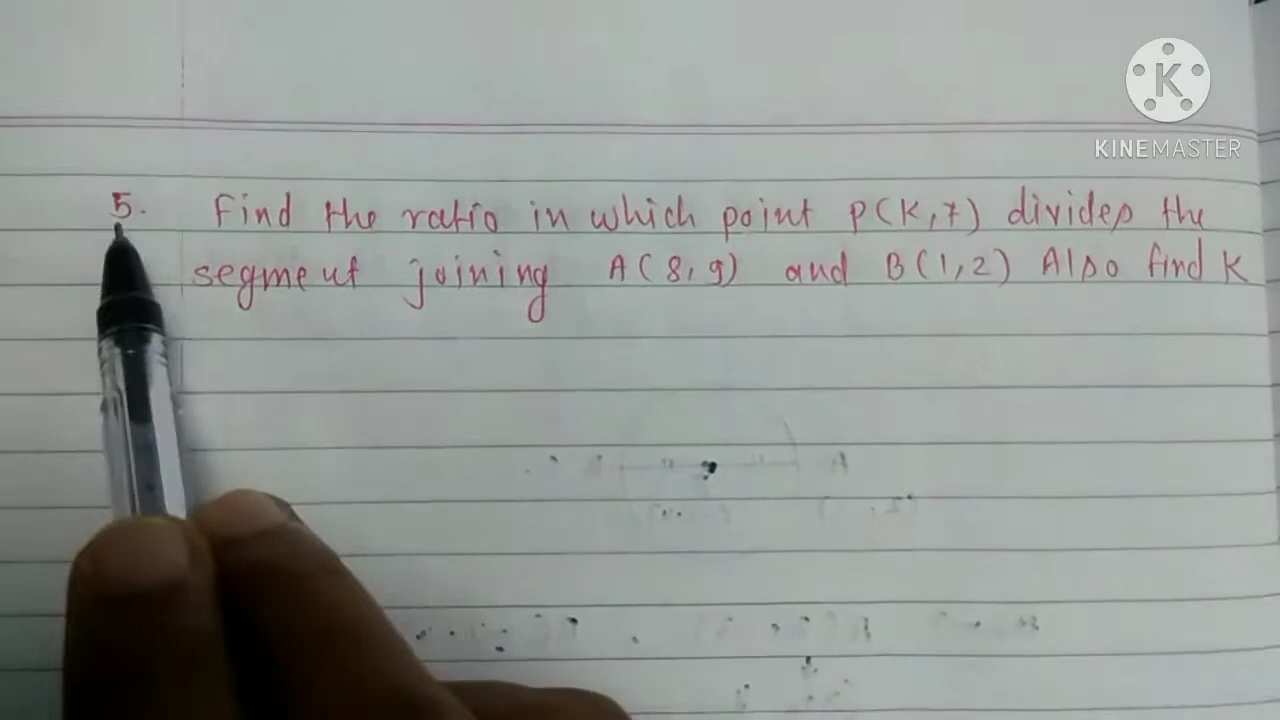 KINEMASTER
5. Find the ratio in which point P(K,7) divides the
segment joining A(8,9) and B(1,2) Also find K